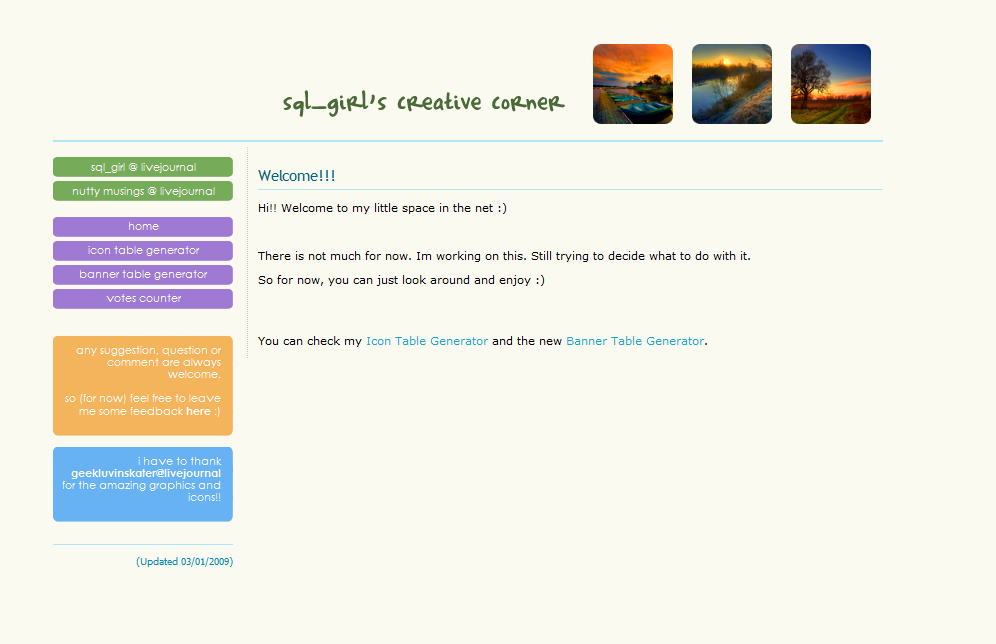 sql_girl's creative corner
sql_girl @ livejournal
nutty musings @ livejournal
home
icon table generator
banner table generator
votes counter
any suggestion, question or
comment are always
welcome.
so (for now) feel free to leave
me some feedback here :)
i have to thank
geekluvinskater@livejournal
for the amazing graphics and
icons!!
(Updated 03/01/2009)
Welcome!!!
Hi!! Welcome to my little space in the net :)
There is not much for now. Im working on this. Still trying to decide what to do with it.
So for now, you can just look around and enjoy :)
You can check my Icon Table Generator and the new Banner Table Generator.